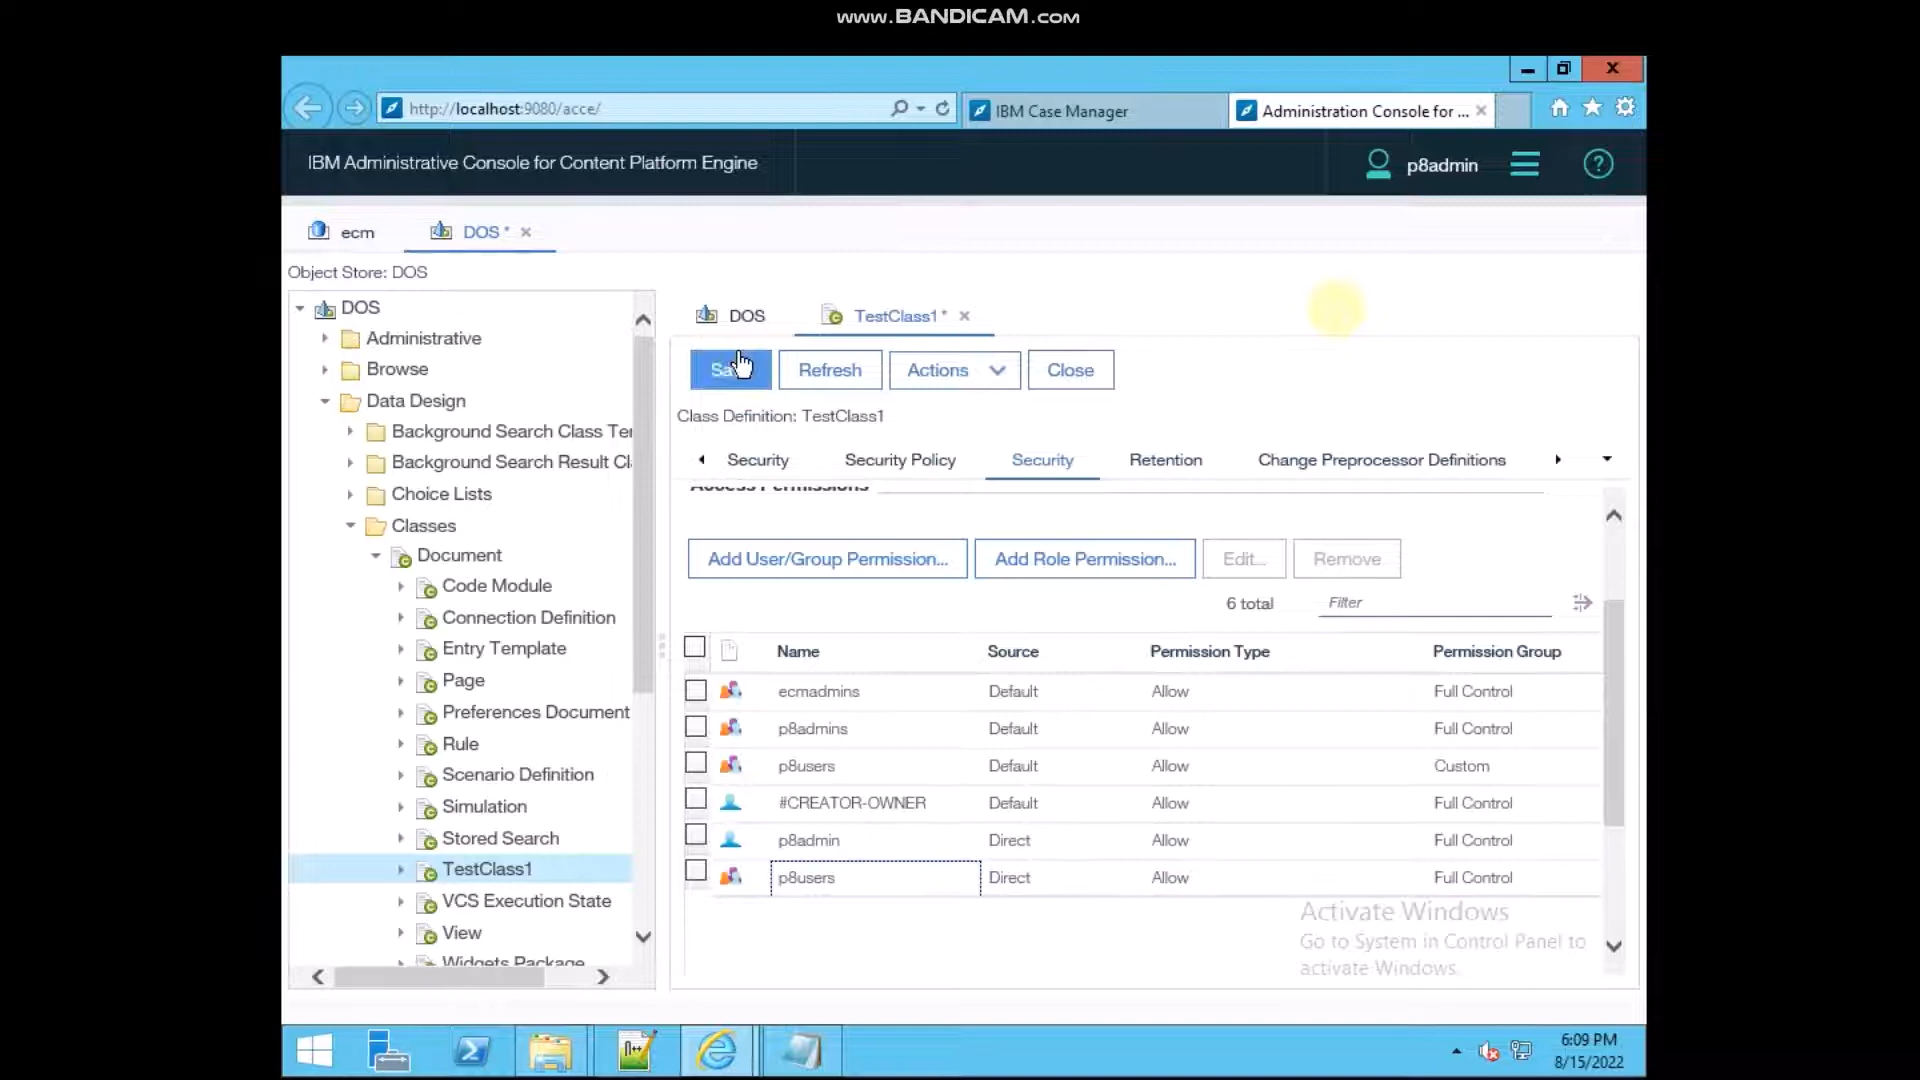 www.BANDICAM.com
http://localhost:9080/acce/
IBM Case Manager
Administration Console for ...
IBM Administrative Console for Content Platform Engine
p8admin
ecm
DOS *
Object Store: DOS
DOS
Administrative
Browse
Data Design
Background Search Class Ter
Background Search Result Cl
Choice Lists
Classes
Document
Code Module
Connection Definition
Entry Template
Page
Preferences Document
Rule
Scenario Definition
Simulation
Stored Search
TestClass1
VCS Execution State
View
Widgets Package
DOS
TestClass1 *
Refresh
Actions
Close
Class Definition: TestClass1
Security
Security Policy
Security
Retention
Change Preprocessor Definitions
Access Permissions
Add User/Group Permission...
Add Role Permission...
Edit...
Remove
6 total
Filter
Name Source Permission Type Permission Group
ecmadmins Default Allow Full Control
p8admins Default Allow Full Control
p8users Default Allow Custom
#CREATOR-OWNER Default Allow Full Control
p8admin Direct Allow Full Control
p8users Direct Allow Full Control
Activate Windows
Go to System in Control Panel to
activate Windows.
6:09 PM
8/15/2022